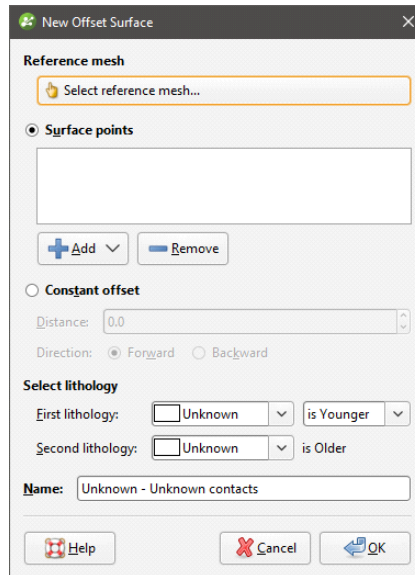 New Offset Surface
Reference mesh
Select reference mesh...
Surface points
Add Remove
Constant offset
Distance: 0.0
Direction: Forward Backward
Select lithology
First lithology: Unknown is Younger
Second lithology: Unknown is Older
Name: Unknown - Unknown contacts
Help Cancel OK